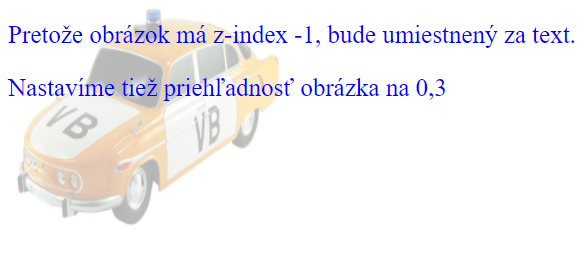 Pretože obrázok má z-index -1, bude umiestnený za text.
Nastavíme tiež priehľadnosť obrázka na 0,3
VB
VB